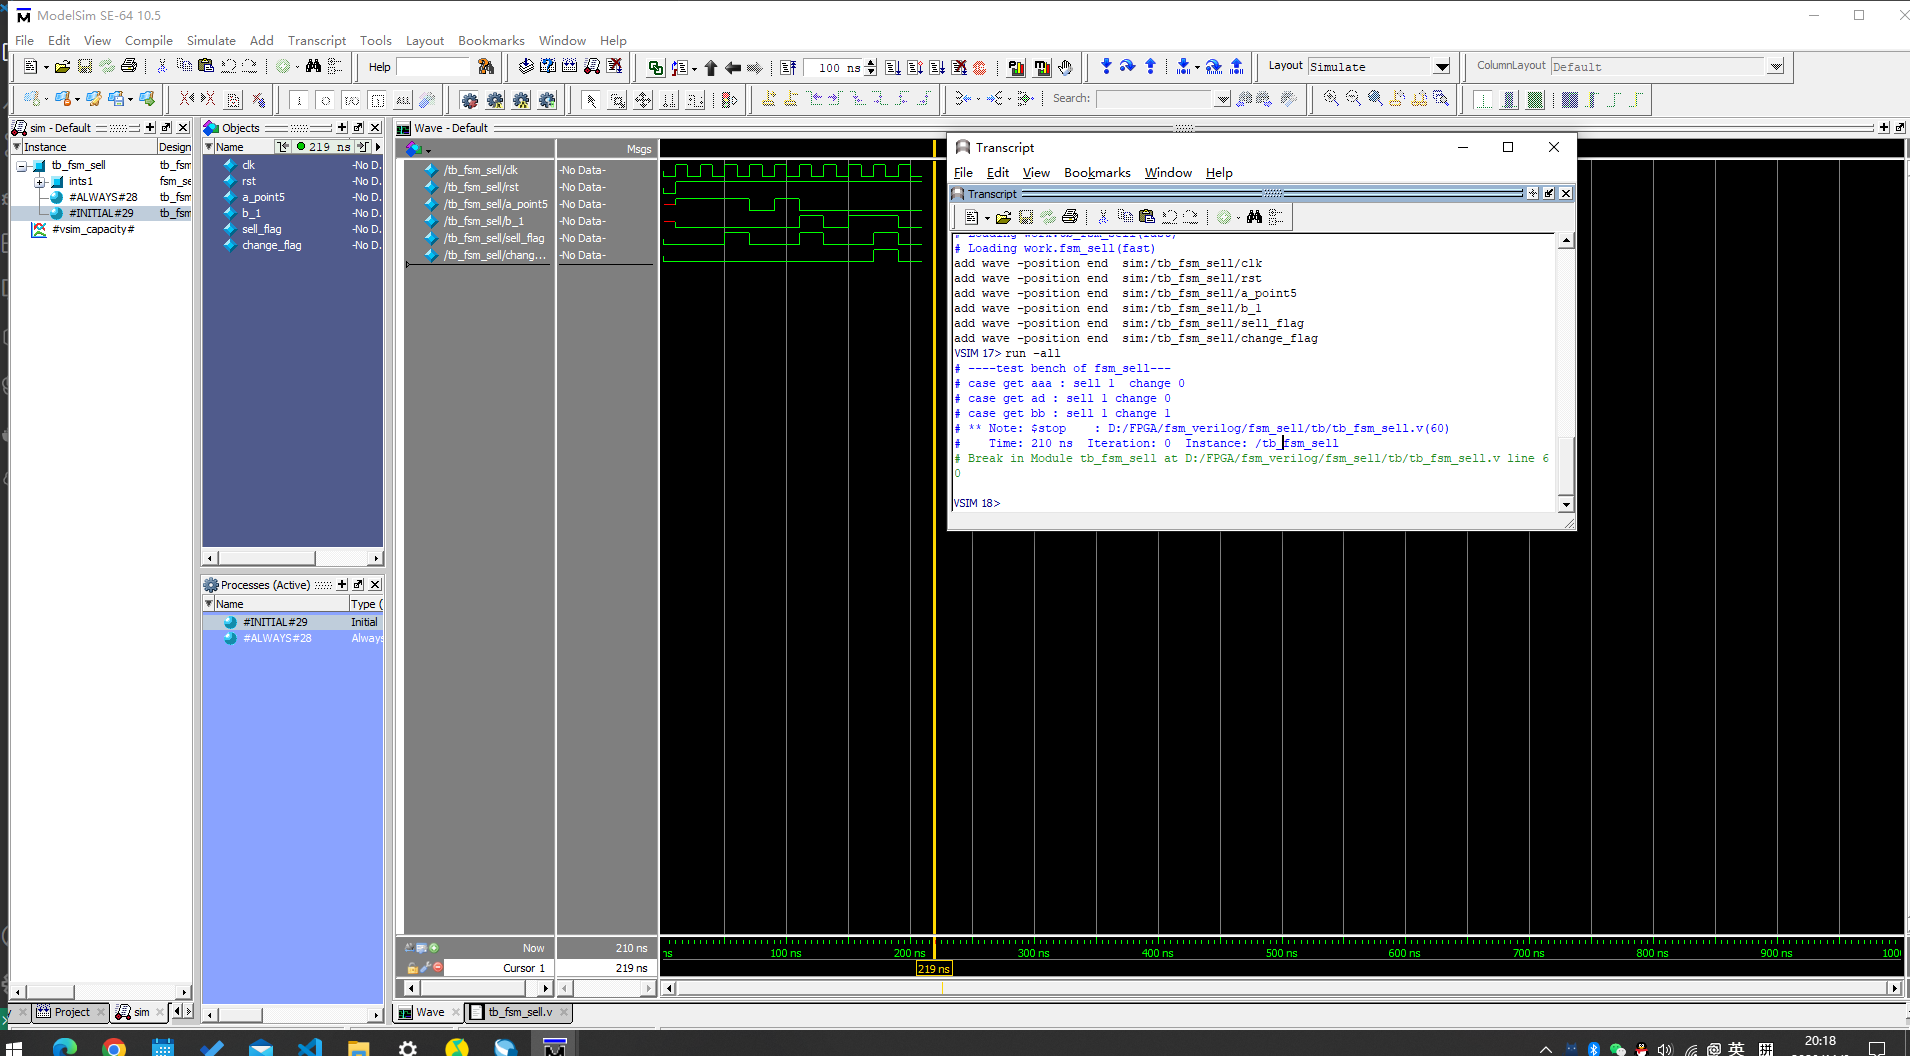 ModelSim SE-64 10.5
File Edit View Compile Simulate Add Transcript Tools Layout Bookmarks Window Help
Help
100 ns
Layout Simulate
ColumnLayout Default
Search:
sim - Default
Instance Design
tb_fsm_sell tb_fsm
ints1 fsm_se
#ALWAYS#28 tb_fsm
#INITIAL#29 tb_fsm
#vsim_capacity#
Objects
Name 219 ns
clk -No D.
rst -No D.
a_point5 -No D.
b_1 -No D.
sell_flag -No D.
change_flag -No D.
Processes (Active)
Name Type (
#INITIAL#29 Initial
#ALWAYS#28 Always
Wave - Default
Msgs
/tb_fsm_sell/clk -No Data-
/tb_fsm_sell/rst -No Data-
/tb_fsm_sell/a_point5 -No Data-
/tb_fsm_sell/b_1 -No Data-
/tb_fsm_sell/sell_flag -No Data-
/tb_fsm_sell/chang... -No Data-
Transcript
File Edit View Bookmarks Window Help
Transcript
# Loading work.tb_fsm_sell(fast)
# Loading work.fsm_sell(fast)
add wave -position end  sim:/tb_fsm_sell/clk
add wave -position end  sim:/tb_fsm_sell/rst
add wave -position end  sim:/tb_fsm_sell/a_point5
add wave -position end  sim:/tb_fsm_sell/b_1
add wave -position end  sim:/tb_fsm_sell/sell_flag
add wave -position end  sim:/tb_fsm_sell/change_flag
VSIM 17> run -all
# ----test bench of fsm_sell---
# case get aaa : sell 1  change 0
# case get ad : sell 1 change 0
# case get bb : sell 1 change 1
# ** Note: $stop    : D:/FPGA/fsm_verilog/fsm_sell/tb/tb_fsm_sell.v(60)
#    Time: 210 ns  Iteration: 0  Instance: /tb_fsm_sell
# Break in Module tb_fsm_sell at D:/FPGA/fsm_verilog/fsm_sell/tb/tb_fsm_sell.v line 6
0
VSIM 18>
Now 210 ns
Cursor 1 219 ns
ns 100 ns 200 ns 300 ns 400 ns 500 ns 600 ns 700 ns 800 ns 900 ns 100
219 ns
Project sim
Wave tb_fsm_sell.v
英 拼 20:18